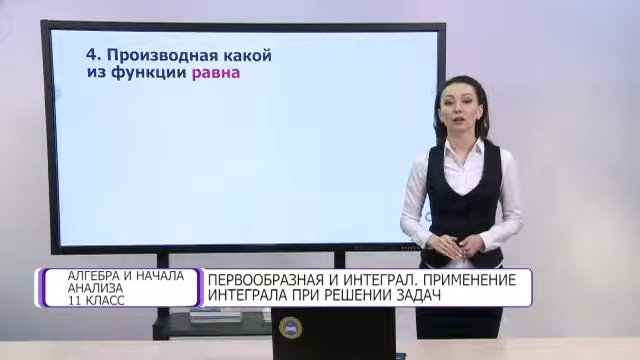 4. Производная какой
из функции равна
АЛГЕБРА И НАЧАЛА
АНАЛИЗА
11 КЛАСС
ПЕРВООБРАЗНАЯ И ИНТЕГРАЛ. ПРИМЕНЕНИЕ
ИНТЕГРАЛА ПРИ РЕШЕНИИ ЗАДАЧ